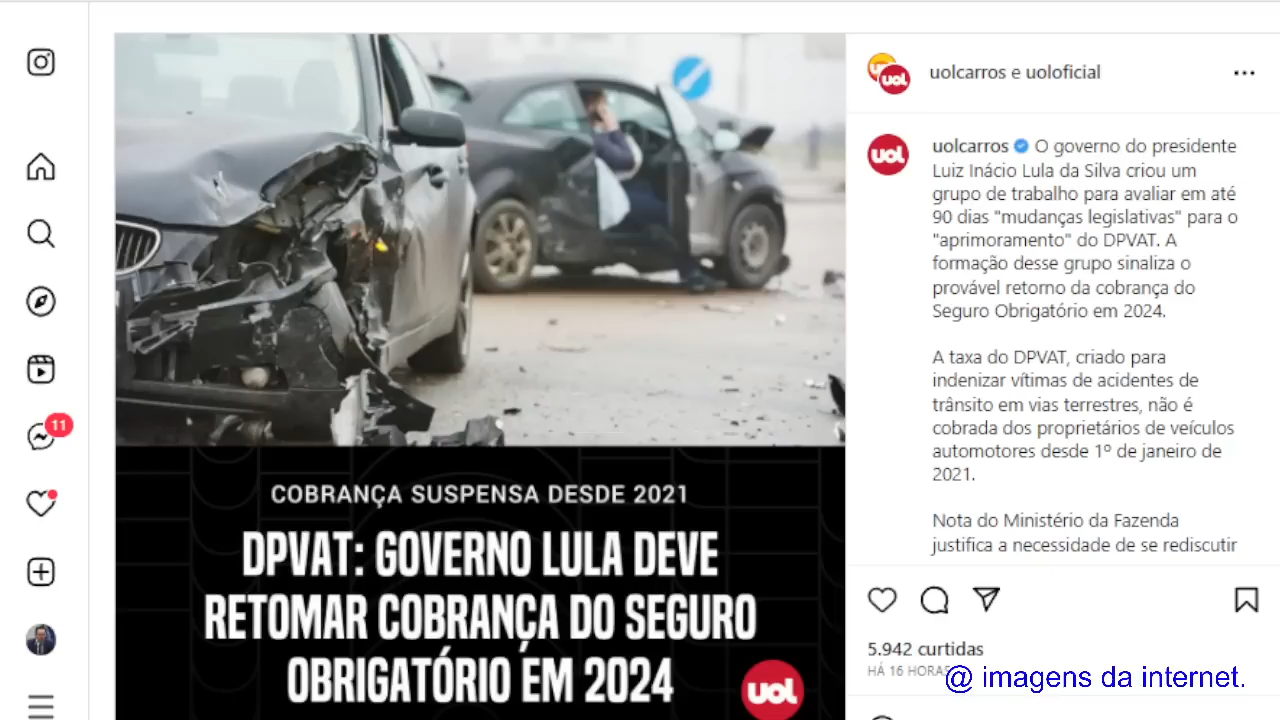 uolcarros e uoloficial
uol
uol
uolcarros O governo do presidente
Luiz Inácio Lula da Silva criou um
grupo de trabalho para avaliar em até
90 dias "mudanças legislativas" para o
"aprimoramento" do DPVAT. A
formação desse grupo sinaliza o
provável retorno da cobrança do
Seguro Obrigatório em 2024.
A taxa do DPVAT, criado para
indenizar vítimas de acidentes de
trânsito em vias terrestres, não é
cobrada dos proprietários de veículos
automotores desde 1º de janeiro de
2021.
Nota do Ministério da Fazenda
justifica a necessidade de se rediscutir
11
COBRANÇA SUSPENSA DESDE 2021
DPVAT: GOVERNO LULA DEVE
RETOMAR COBRANÇA DO SEGURO
OBRIGATÓRIO EM 2024
uol
5.942 curtidas
HÁ 16 HORAS
@ imagens da internet.